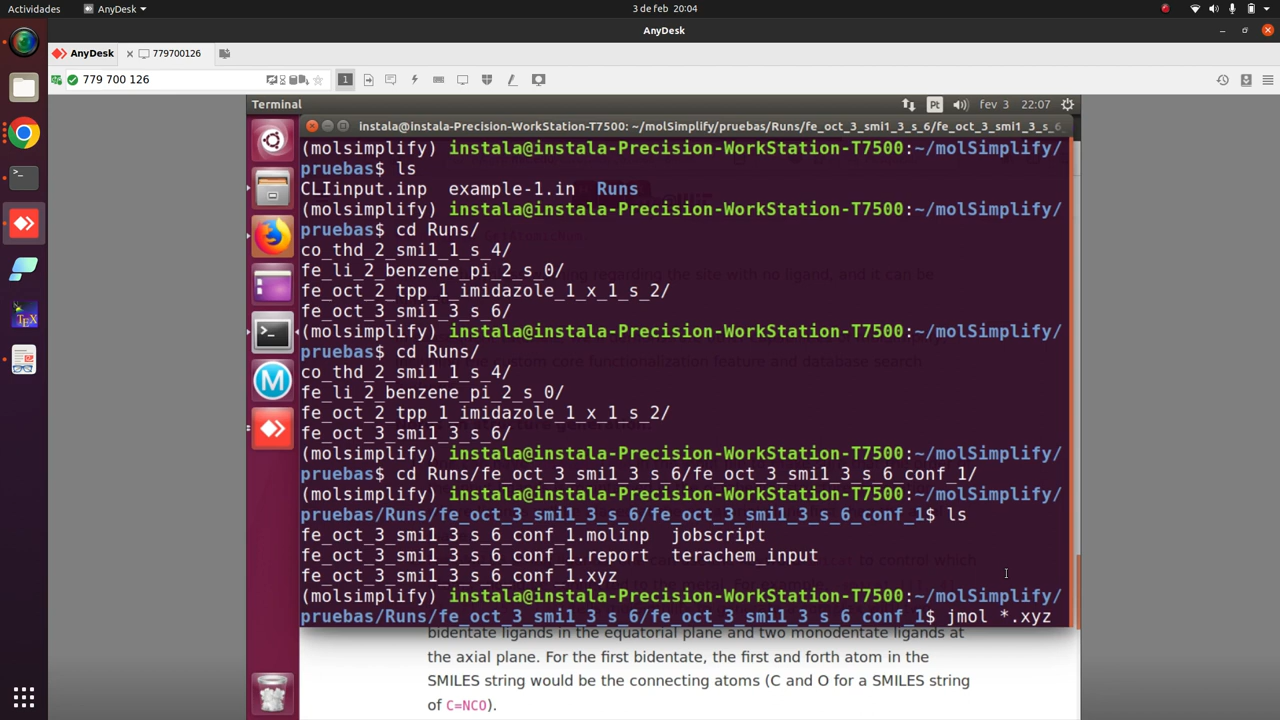 Actividades
AnyDesk
3 de feb 20:04
AnyDesk
AnyDesk
779700126
779 700 126
1
Terminal
Pt
fev 3
22:07
instala@instala-Precision-WorkStation-T7500: ~/molSimplify/pruebas/Runs/fe_oct_3_smi1_3_s_6/fe_oct_3_smi1_3_s_6_
(molsimplify) instala@instala-Precision-WorkStation-T7500:~/molSimplify/
pruebas$ ls
CLIinput.inp example-1.in Runs
(molsimplify) instala@instala-Precision-WorkStation-T7500:~/molSimplify/
pruebas$ cd Runs/
co_thd_2_smi1_1_s_4/
fe_li_2_benzene_pi_2_s_0/
fe_oct_2_tpp_1_imidazole_1_x_1_s_2/
fe_oct_3_smi1_3_s_6/
(molsimplify) instala@instala-Precision-WorkStation-T7500:~/molSimplify/
pruebas$ cd Runs/
co_thd_2_smi1_1_s_4/
fe_li_2_benzene_pi_2_s_0/
fe_oct_2_tpp_1_imidazole_1_x_1_s_2/
fe_oct_3_smi1_3_s_6/
(molsimplify) instala@instala-Precision-WorkStation-T7500:~/molSimplify/
pruebas$ cd Runs/fe_oct_3_smi1_3_s_6/fe_oct_3_smi1_3_s_6_conf_1/
(molsimplify) instala@instala-Precision-WorkStation-T7500:~/molSimplify/
pruebas/Runs/fe_oct_3_smi1_3_s_6/fe_oct_3_smi1_3_s_6_conf_1$ ls
fe_oct_3_smi1_3_s_6_conf_1.molinp jobscript
fe_oct_3_smi1_3_s_6_conf_1.report terachem_input
fe_oct_3_smi1_3_s_6_conf_1.xyz
(molsimplify) instala@instala-Precision-WorkStation-T7500:~/molSimplify/
pruebas/Runs/fe_oct_3_smi1_3_s_6/fe_oct_3_smi1_3_s_6_conf_1$ jmol *.xyz
bidentate ligands in the equatorial plane and two monodentate ligands at
the axial plane. For the first bidentate, the first and forth atom in the
SMILES string would be the connecting atoms (C and O for a SMILES string
of C=NCO).